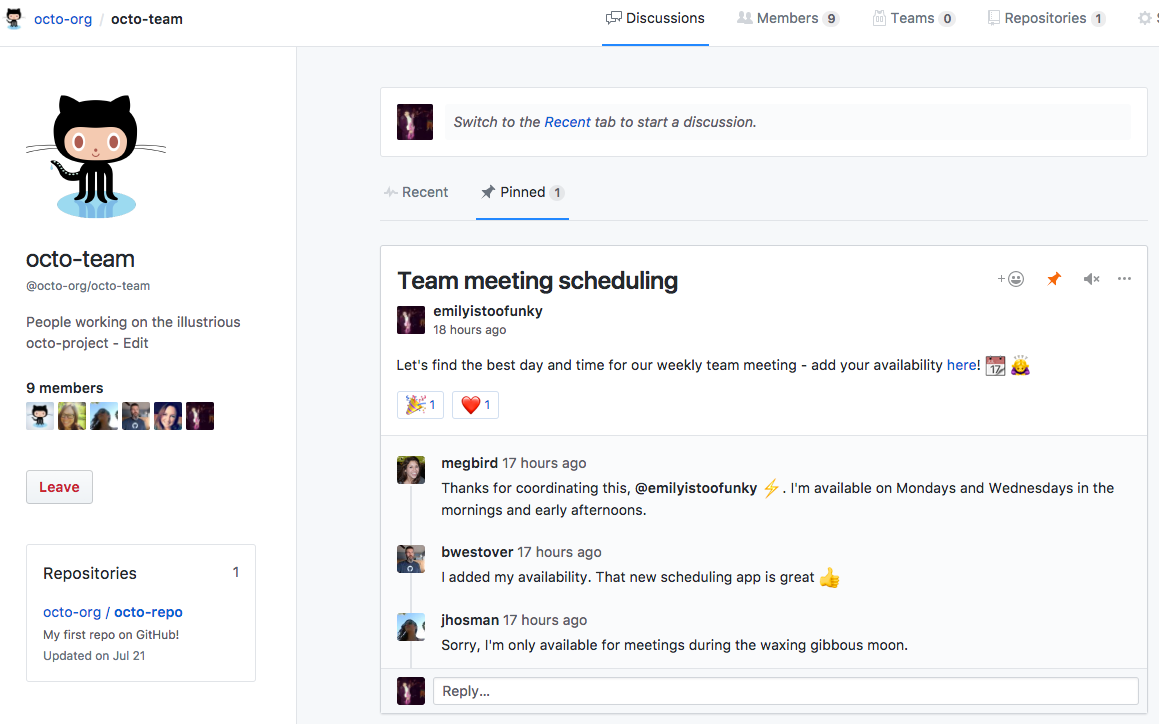 octo-org / octo-team
Discussions
Members 9
Teams 0
Repositories 1
S
octo-team
@octo-org/octo-team
People working on the illustrious
octo-project - Edit
9 members
Leave
Repositories 1
octo-org / octo-repo
My first repo on GitHub!
Updated on Jul 21
Switch to the Recent tab to start a discussion.
Recent
Pinned 1
Team meeting scheduling
emilyistoofunky
18 hours ago
Let's find the best day and time for our weekly team meeting - add your availability here! 📆 🙇‍♀️
🎉 1 ❤️ 1
megbird 17 hours ago
Thanks for coordinating this, @emilyistoofunky ⚡. I'm available on Mondays and Wednesdays in the
mornings and early afternoons.
bwestover 17 hours ago
I added my availability. That new scheduling app is great 👍
jhosman 17 hours ago
Sorry, I'm only available for meetings during the waxing gibbous moon.
Reply...